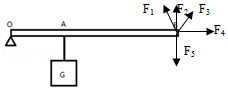 O A F₁ F₂ F₃
F₄
F₅
G